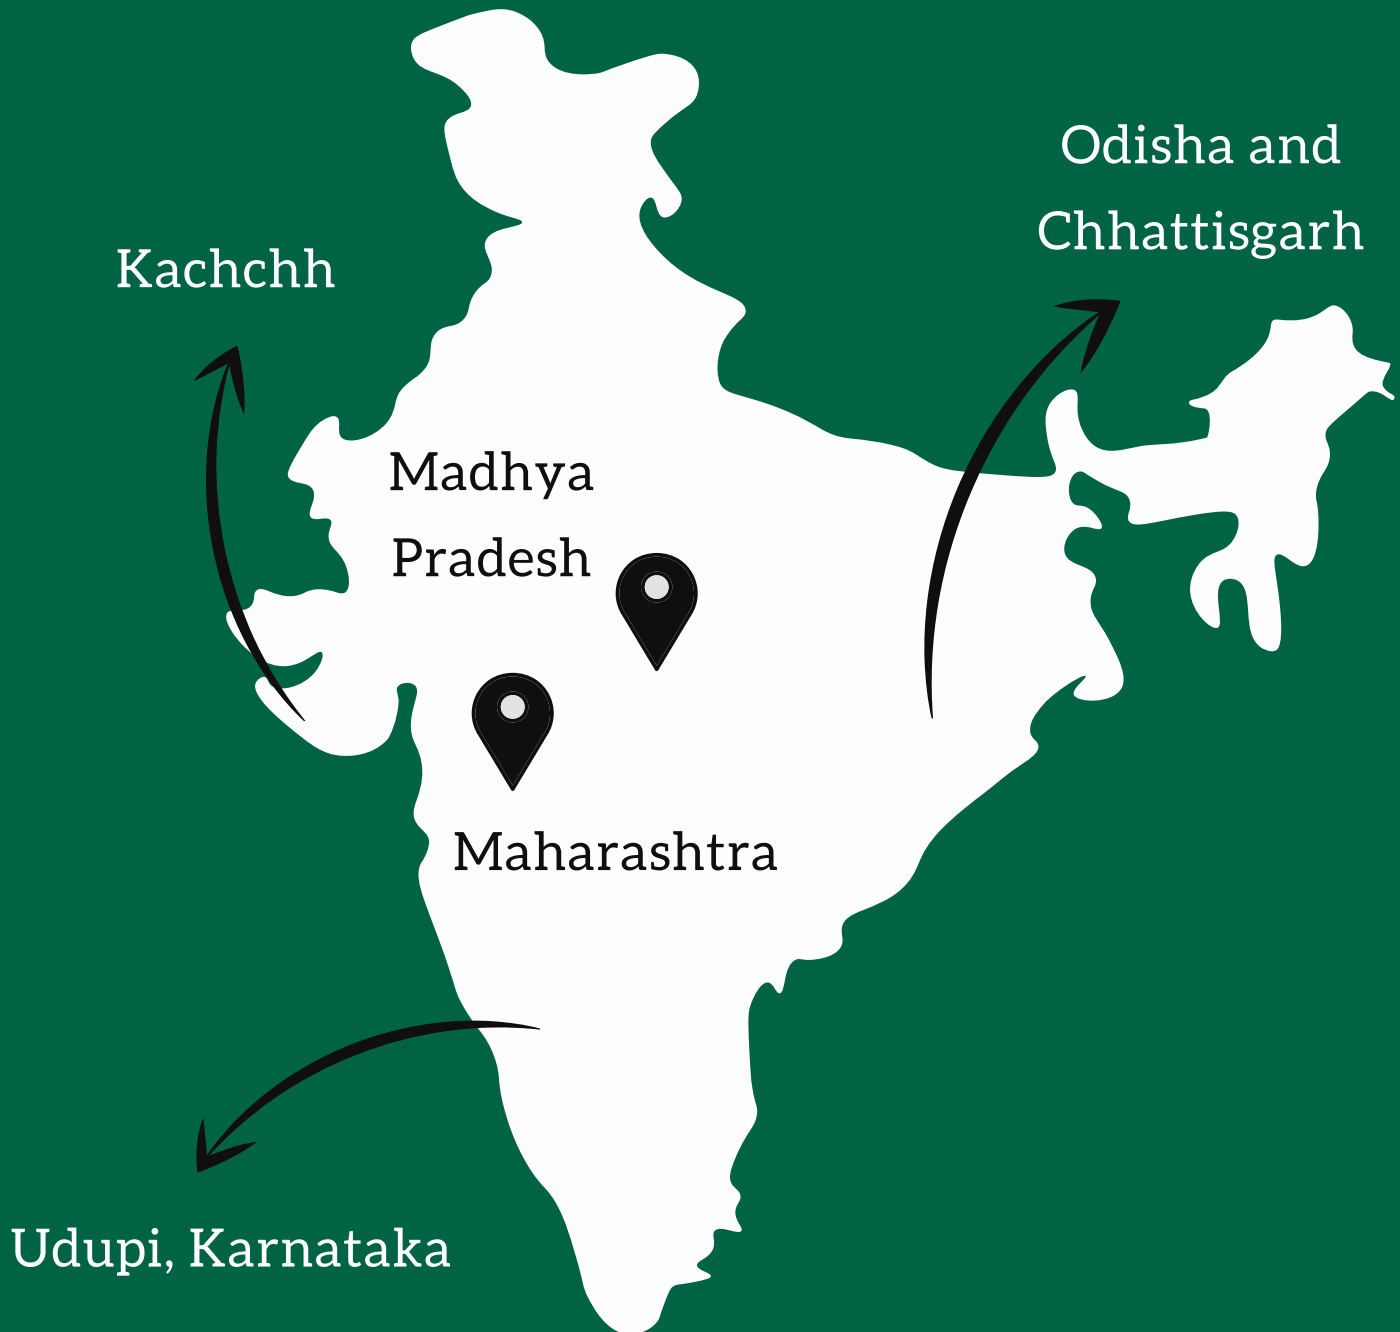 Odisha and
Chhattisgarh
Kachchh
Madhya
Pradesh
Maharashtra
Udupi, Karnataka